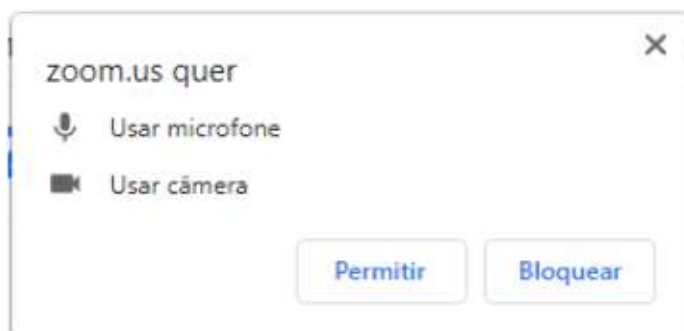 zoom.us quer
Usar microfone
Usar câmera
Permitir Bloquear